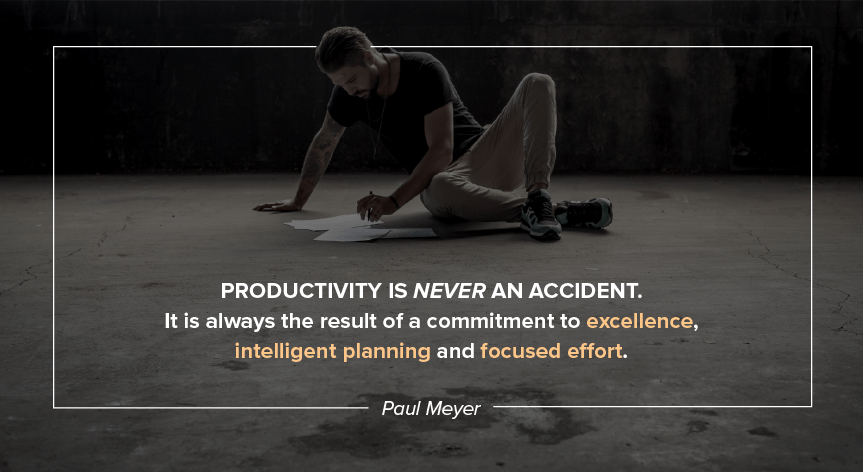 PRODUCTIVITY IS NEVER AN ACCIDENT.
It is always the result of a commitment to excellence,
intelligent planning and focused effort.
Paul Meyer